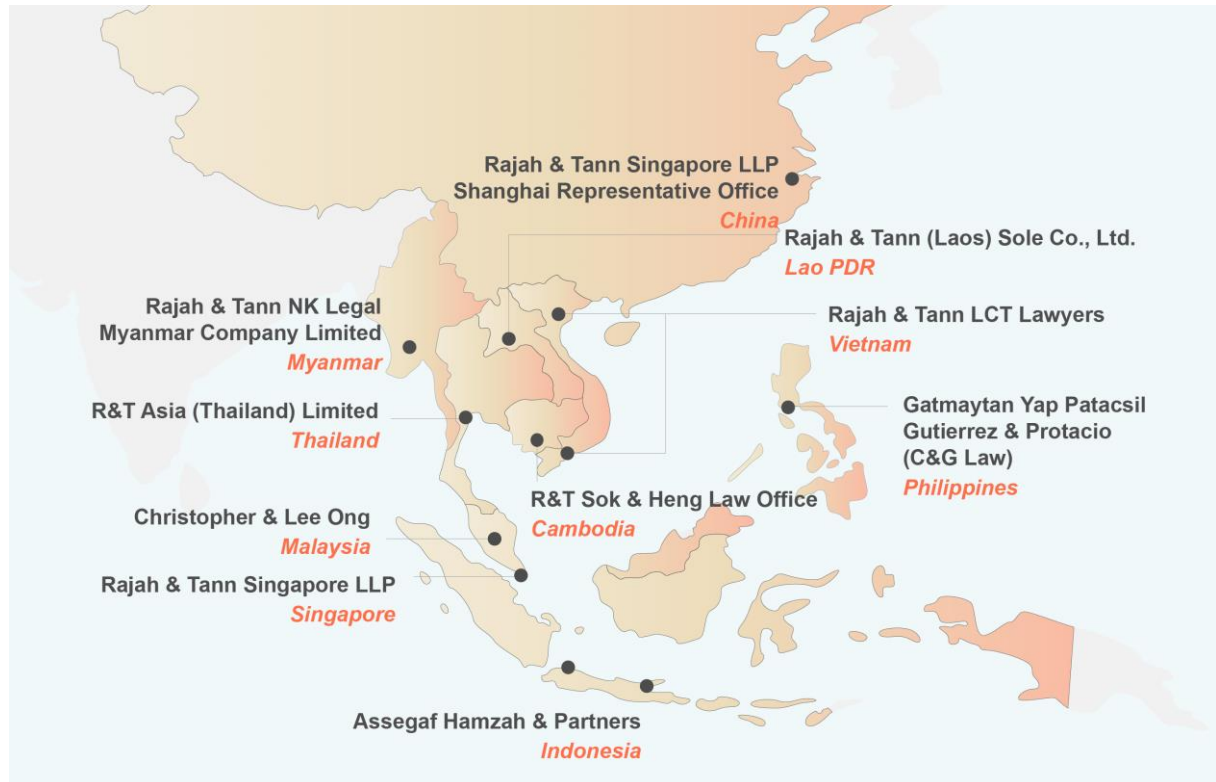 Rajah & Tann Singapore LLP
Shanghai Representative Office
China
Rajah & Tann (Laos) Sole Co., Ltd.
Lao PDR
Rajah & Tann NK Legal
Myanmar Company Limited
Myanmar
Rajah & Tann LCT Lawyers
Vietnam
R&T Asia (Thailand) Limited
Thailand
Gatmaytan Yap Patacsil
Gutierrez & Protacio
(C&G Law)
Philippines
R&T Sok & Heng Law Office
Cambodia
Christopher & Lee Ong
Malaysia
Rajah & Tann Singapore LLP
Singapore
Assegaf Hamzah & Partners
Indonesia